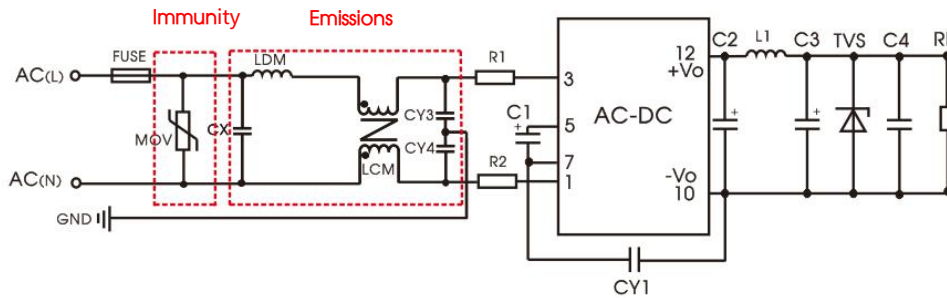 Immunity Emissions
FUSE
AC(L)
LDM
R1
C2 L1 C3 TVS C4
12
+Vo
3
MOV
CX
CY3
C1
+
5
AC-DC
+
+
CY4
7
LCM
R2
1
AC(N)
-Vo
10
GND
CY1